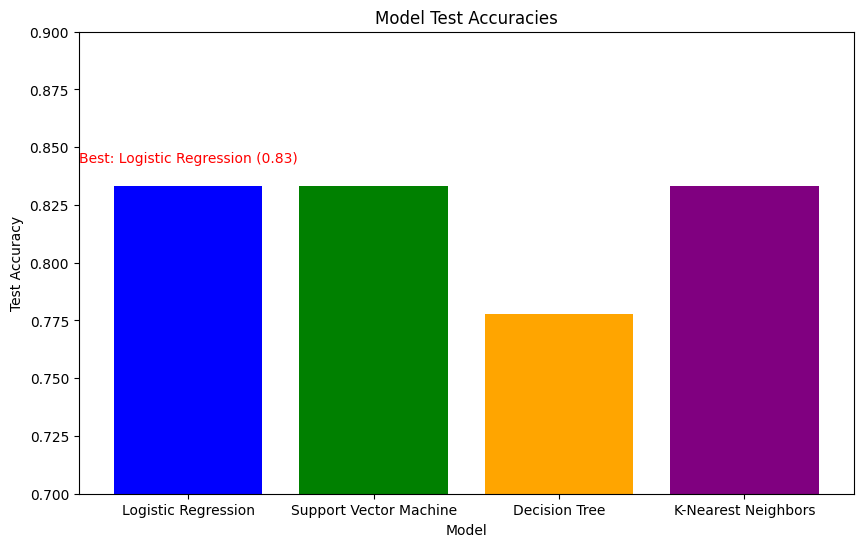 Model Test Accuracies
0.900
0.875
0.850
0.825
0.800
0.775
0.750
0.725
0.700
Test Accuracy
Best: Logistic Regression (0.83)
Logistic Regression
Support Vector Machine
Decision Tree
K-Nearest Neighbors
Model